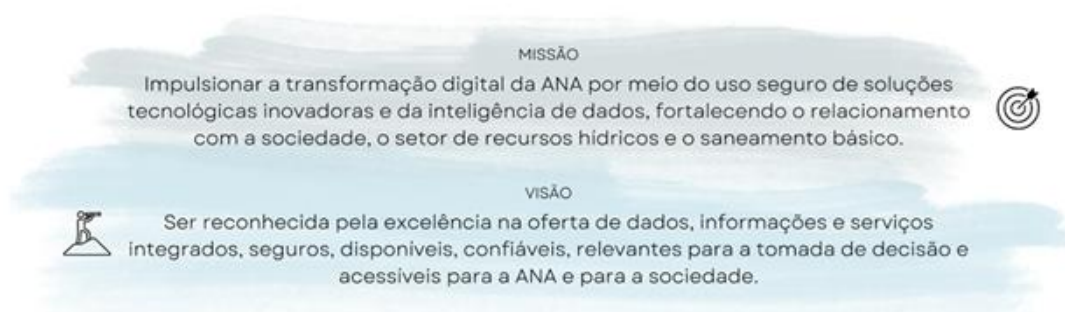 MISSÃO
Impulsionar a transformação digital da ANA por meio do uso seguro de soluções
tecnológicas inovadoras e da inteligência de dados, fortalecendo o relacionamento
com a sociedade, o setor de recursos hídricos e o saneamento básico.
VISÃO
Ser reconhecida pela excelência na oferta de dados, informações e serviços
integrados, seguros, disponíveis, confiáveis, relevantes para a tomada de decisão e
acessíveis para a ANA e para a sociedade.